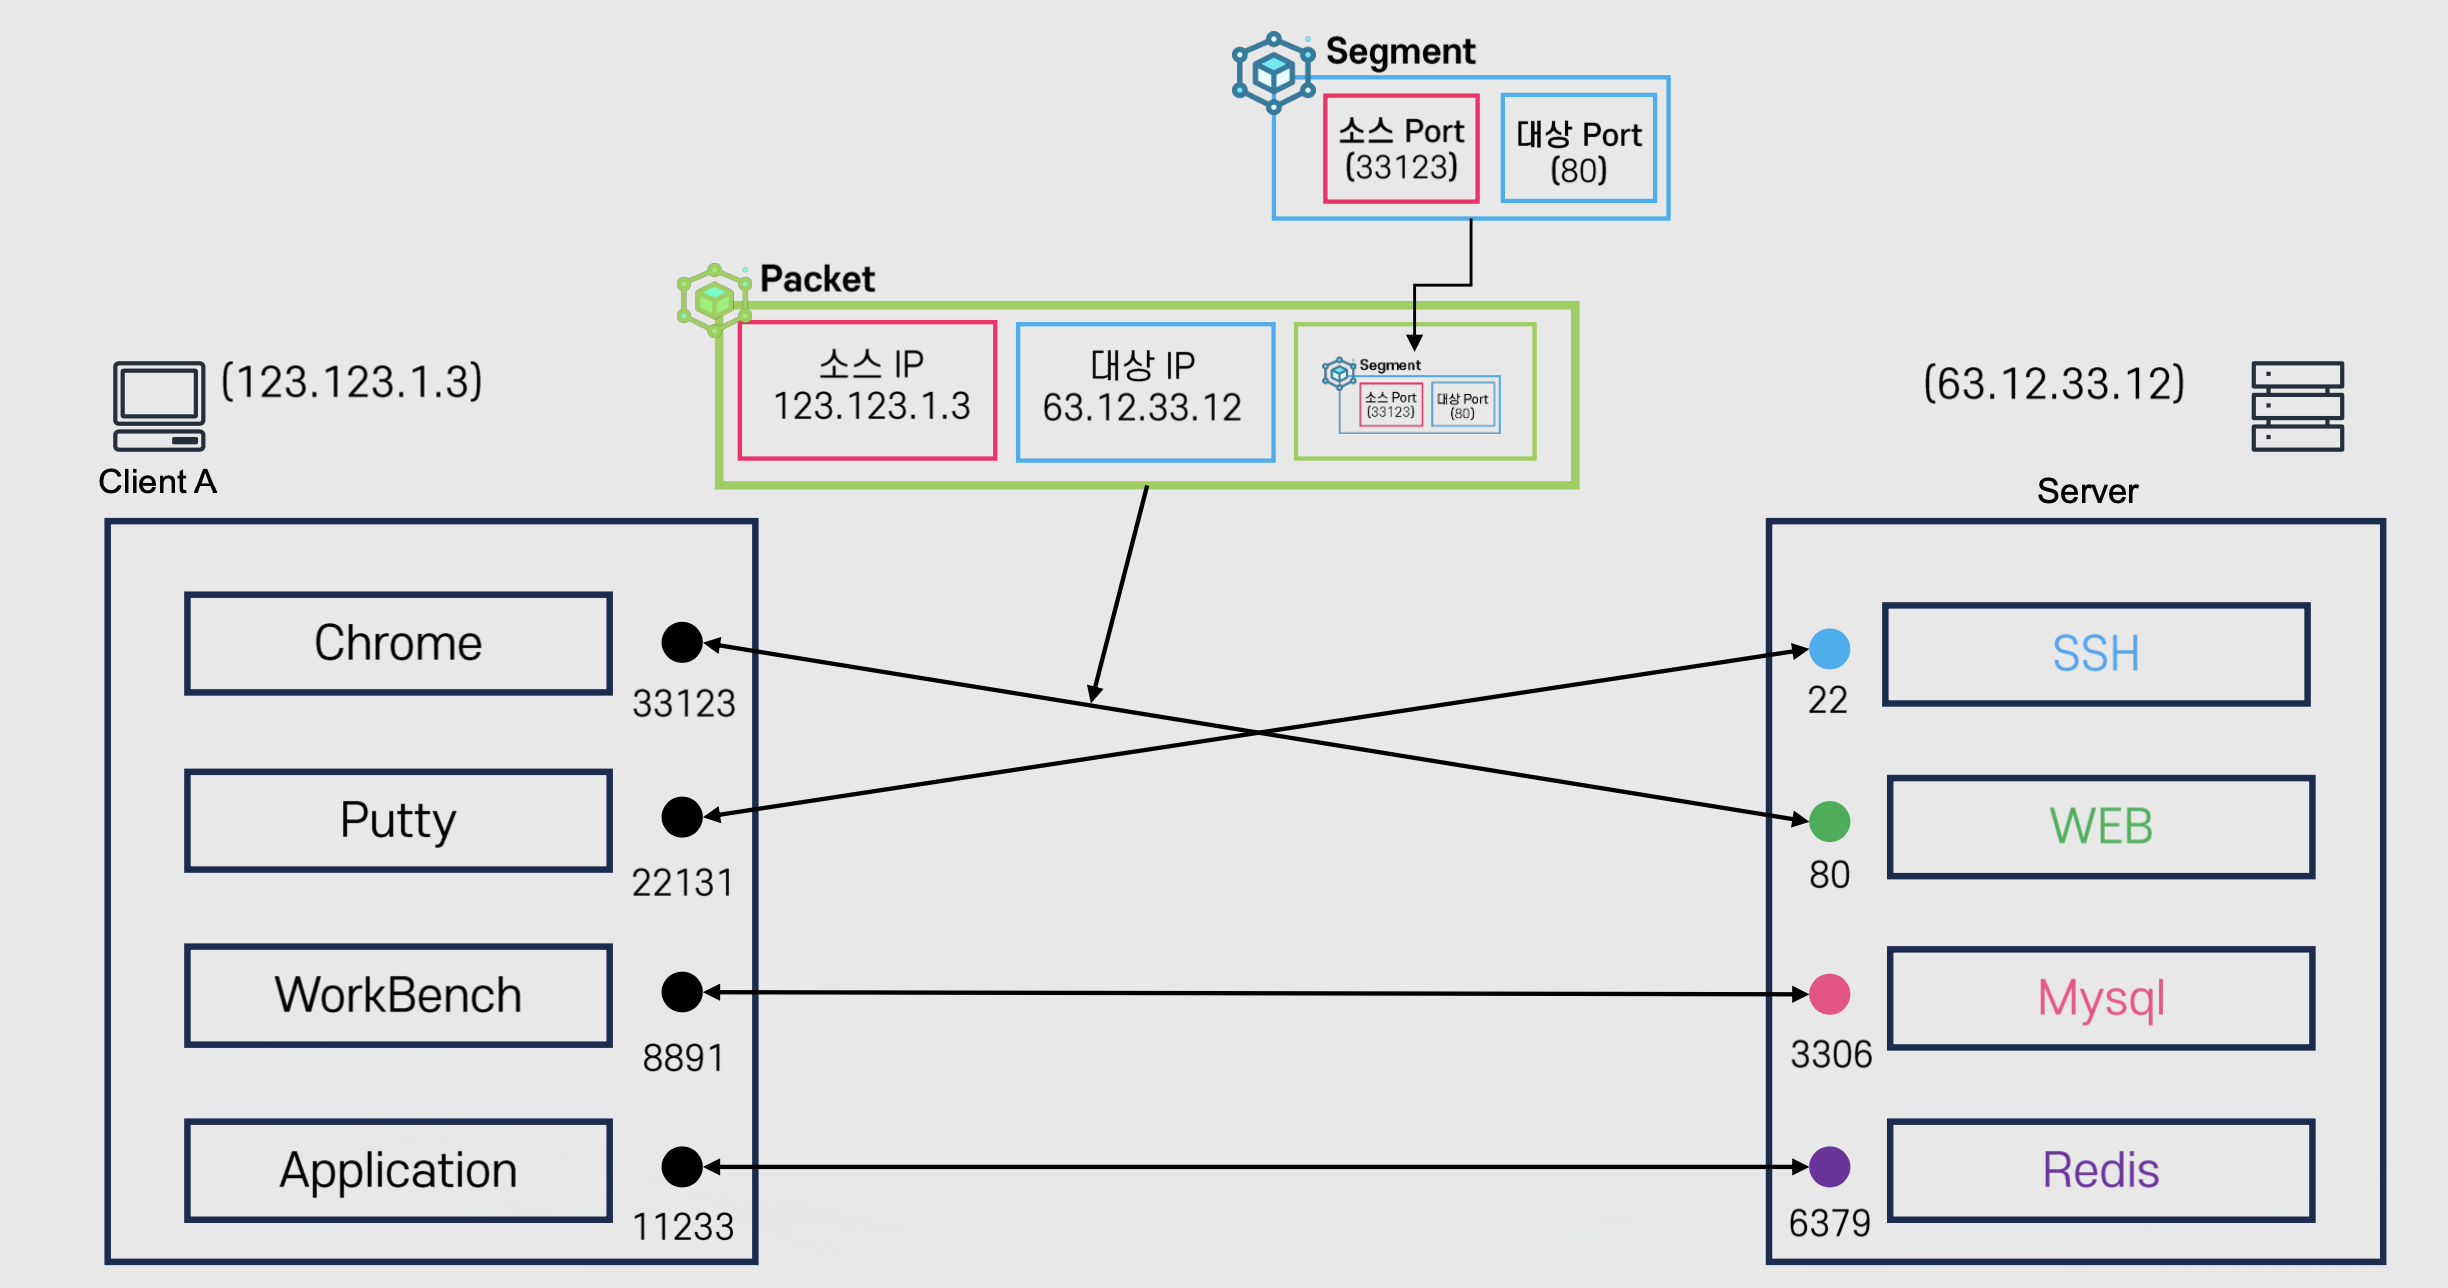 Segment
소스 Port
(33123)
대상 Port
(80)
Packet
소스 IP
123.123.1.3
대상 IP
63.12.33.12
Segment
소스 Port
(33123)
대상 Port
(80)
(123.123.1.3)
Client A
(63.12.33.12)
Server
Chrome
33123
Putty
22131
WorkBench
8891
Application
11233
SSH
22
WEB
80
Mysql
3306
Redis
6379